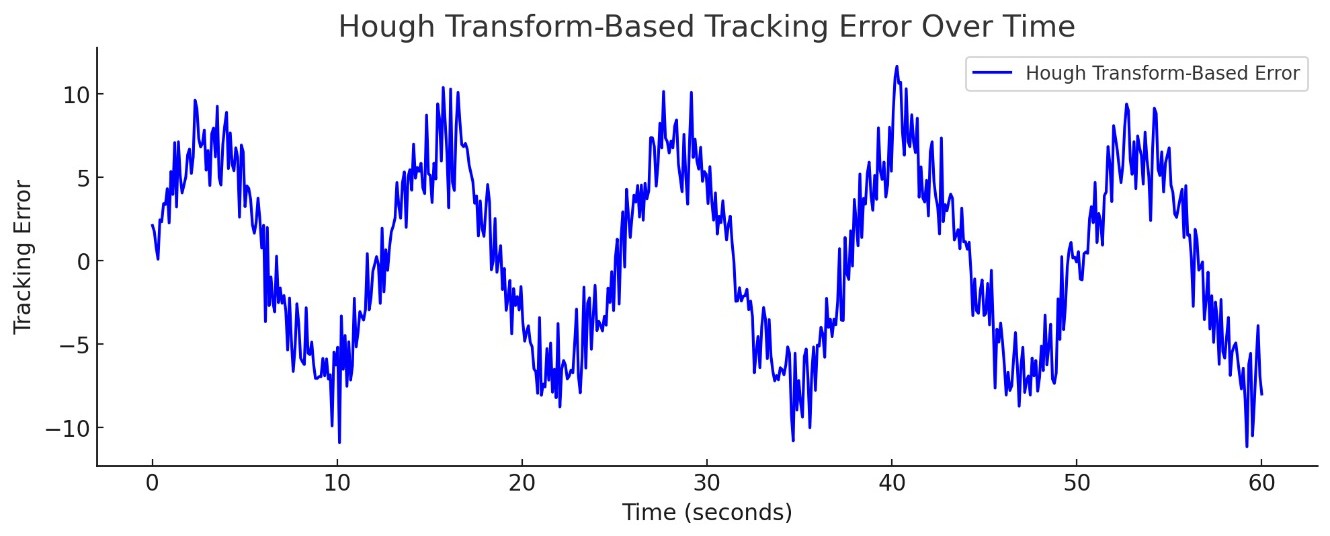 Hough Transform-Based Tracking Error Over Time
Hough Transform-Based Error
Tracking Error
10
5
0
−5
−10
0 10 20 30 40 50 60
Time (seconds)